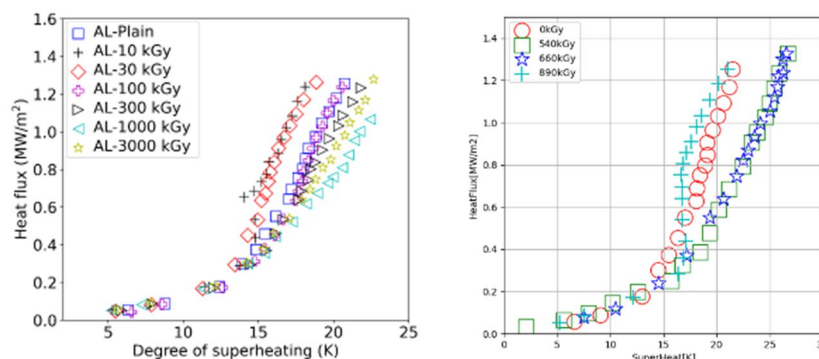 1.6
1.4
1.2
1.0
0.8
0.6
0.4
0.2
0.0
Heat flux (MW/m²)
AL-Plain
AL-10 kGy
AL-30 kGy
AL-100 kGy
AL-300 kGy
AL-1000 kGy
AL-3000 kGy
5 10 15 20 25
Degree of superheating (K)
1.4
1.2
1.0
0.8
0.6
0.4
0.2
0.0
HeatFlux[MW/m2]
0kGy
540kGy
660kGy
890kGy
0 5 10 15 20 25
SuperHeat[K]